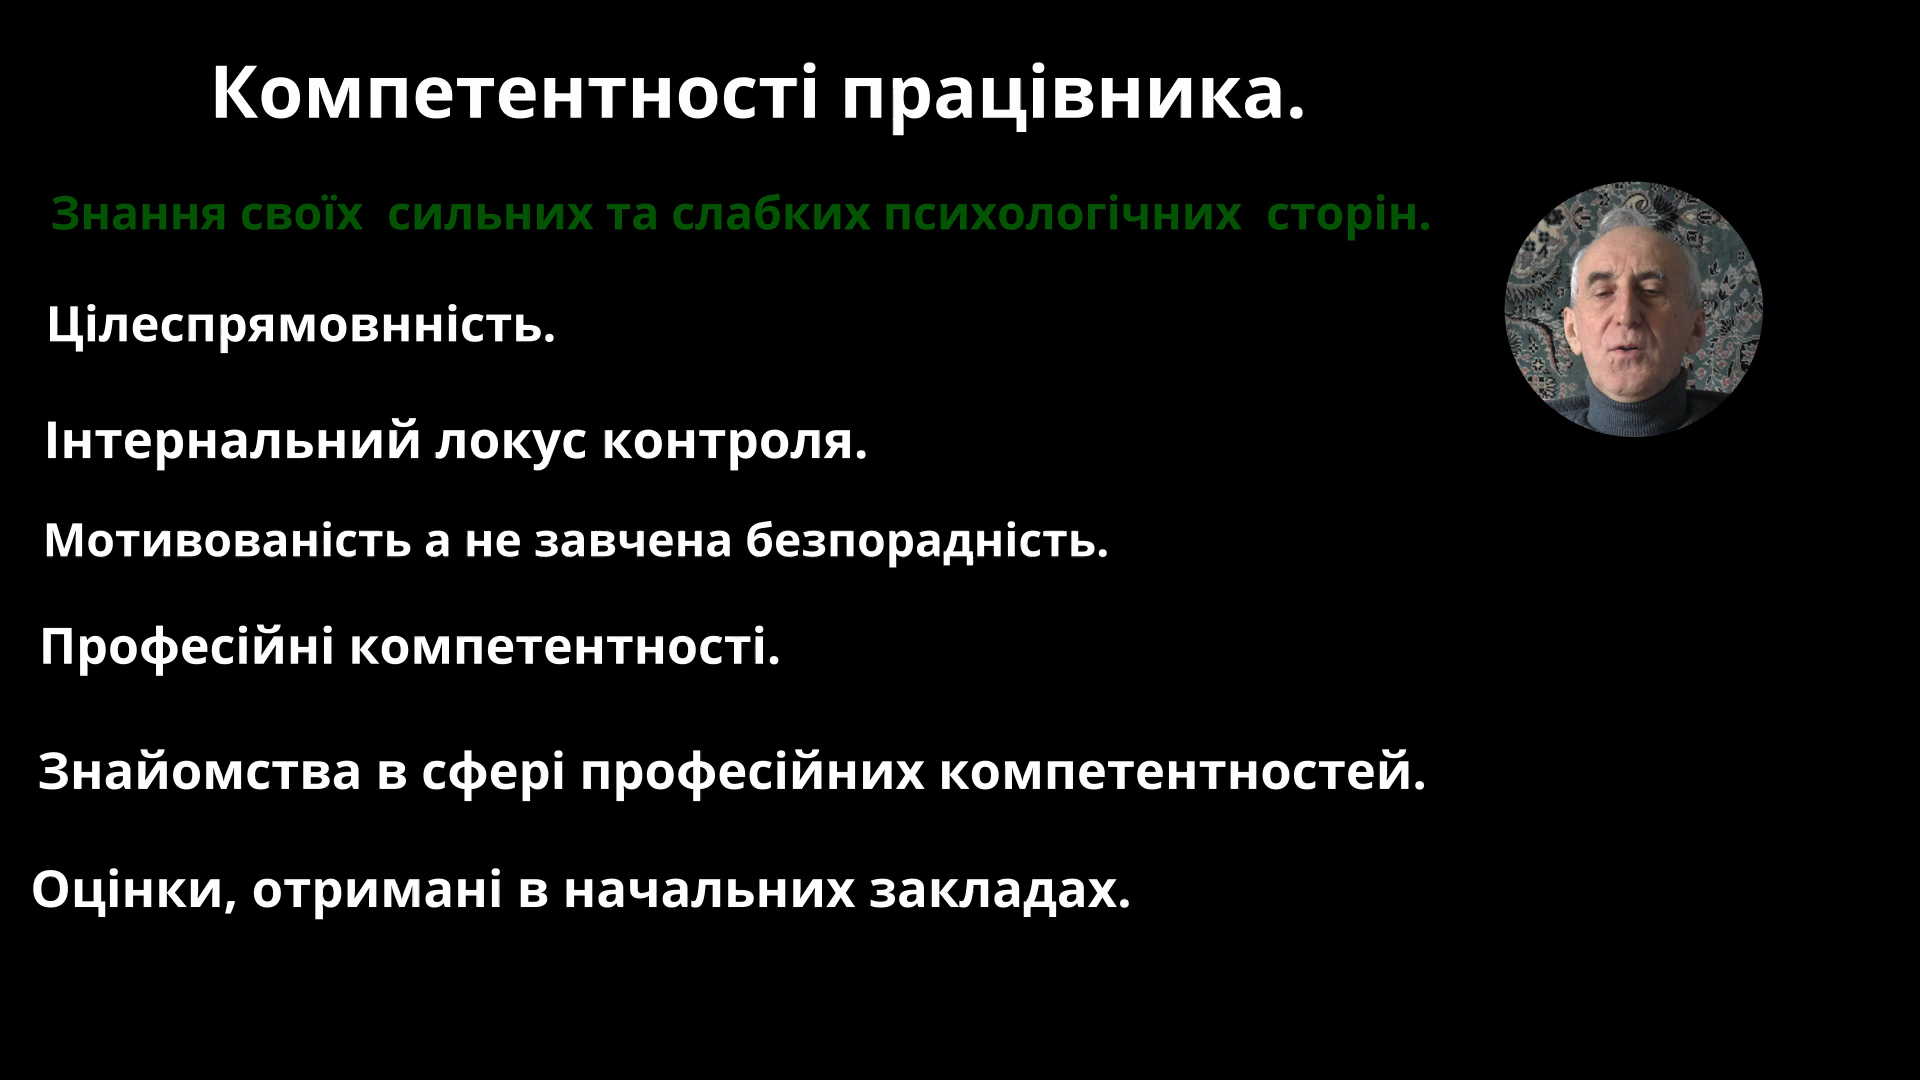 Компетентності працівника.
Знання своїх  сильних та слабких психологічних  сторін.
Цілеспрямовнність.
Інтернальний локус контроля.
Мотивованість а не завчена безпорадність.
Професійні компетентності.
Знайомства в сфері професійних компетентностей.
Оцінки, отримані в начальних закладах.